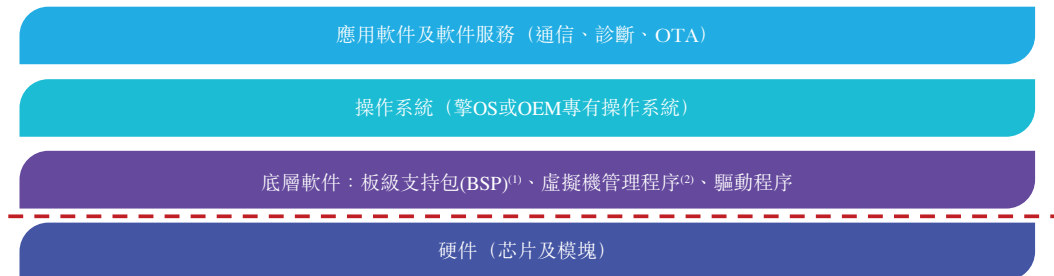 應用軟件及軟件服務（通信、診斷、OTA）
操作系統（擎OS或OEM專有操作系統）
底層軟件：板級支持包(BSP)⁽¹⁾、虛擬機管理程序⁽²⁾、驅動程序
硬件（芯片及模塊）